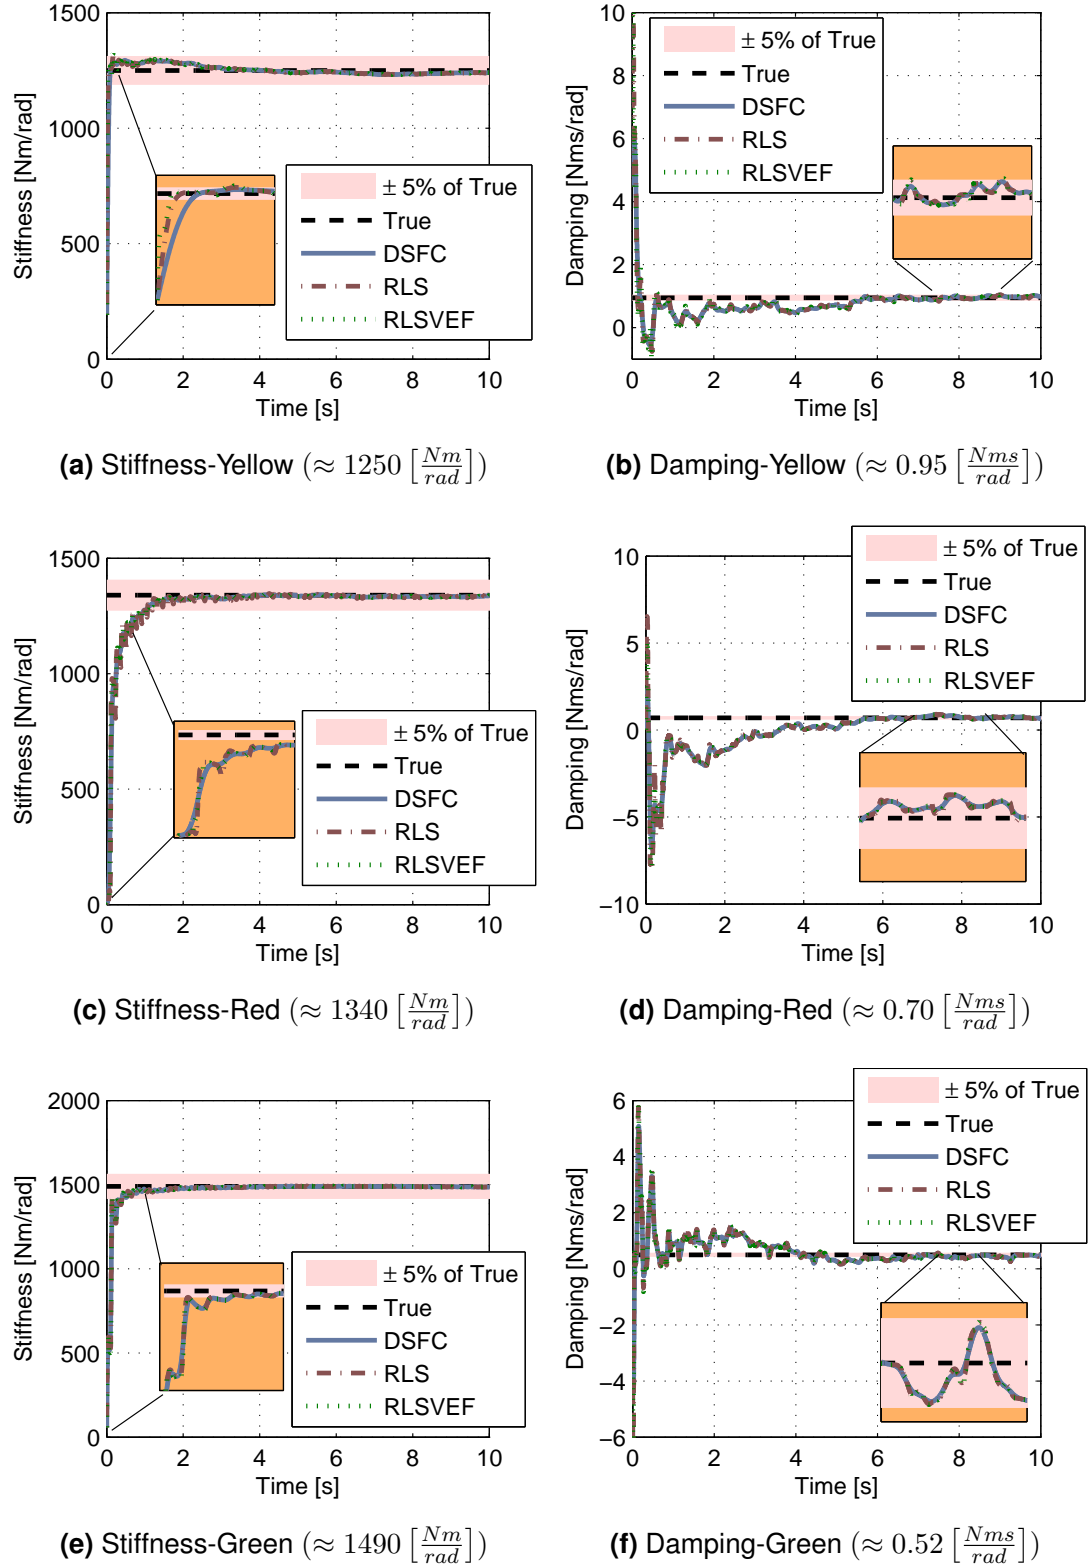 1500
1000
500
0
Stiffness [Nm/rad]
± 5% of True
True
DSFC
RLS
RLSVEF
0 2 4 6 8 10
Time [s]
(a) Stiffness-Yellow (≈ 1250 [Nm/rad])
10
8
6
4
2
0
Damping [Nms/rad]
± 5% of True
True
DSFC
RLS
RLSVEF
0 2 4 6 8 10
Time [s]
(b) Damping-Yellow (≈ 0.95 [Nms/rad])
1500
1000
500
0
Stiffness [Nm/rad]
± 5% of True
True
DSFC
RLS
RLSVEF
0 2 4 6 8 10
Time [s]
(c) Stiffness-Red (≈ 1340 [Nm/rad])
10
5
0
−5
−10
Damping [Nms/rad]
± 5% of True
True
DSFC
RLS
RLSVEF
0 2 4 6 8 10
Time [s]
(d) Damping-Red (≈ 0.70 [Nms/rad])
2000
1500
1000
500
0
Stiffness [Nm/rad]
± 5% of True
True
DSFC
RLS
RLSVEF
0 2 4 6 8 10
Time [s]
(e) Stiffness-Green (≈ 1490 [Nm/rad])
6
4
2
0
−2
−4
−6
Damping [Nms/rad]
± 5% of True
True
DSFC
RLS
RLSVEF
0 2 4 6 8 10
Time [s]
(f) Damping-Green (≈ 0.52 [Nms/rad])